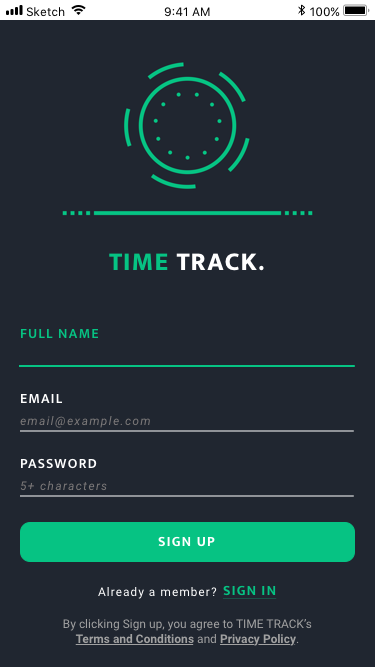 Sketch 9:41 AM 100%
TIME TRACK.
FULL NAME
EMAIL
email@example.com
PASSWORD
5+ characters
SIGN UP
Already a member? SIGN IN
By clicking Sign up, you agree to TIME TRACK's
Terms and Conditions and Privacy Policy.